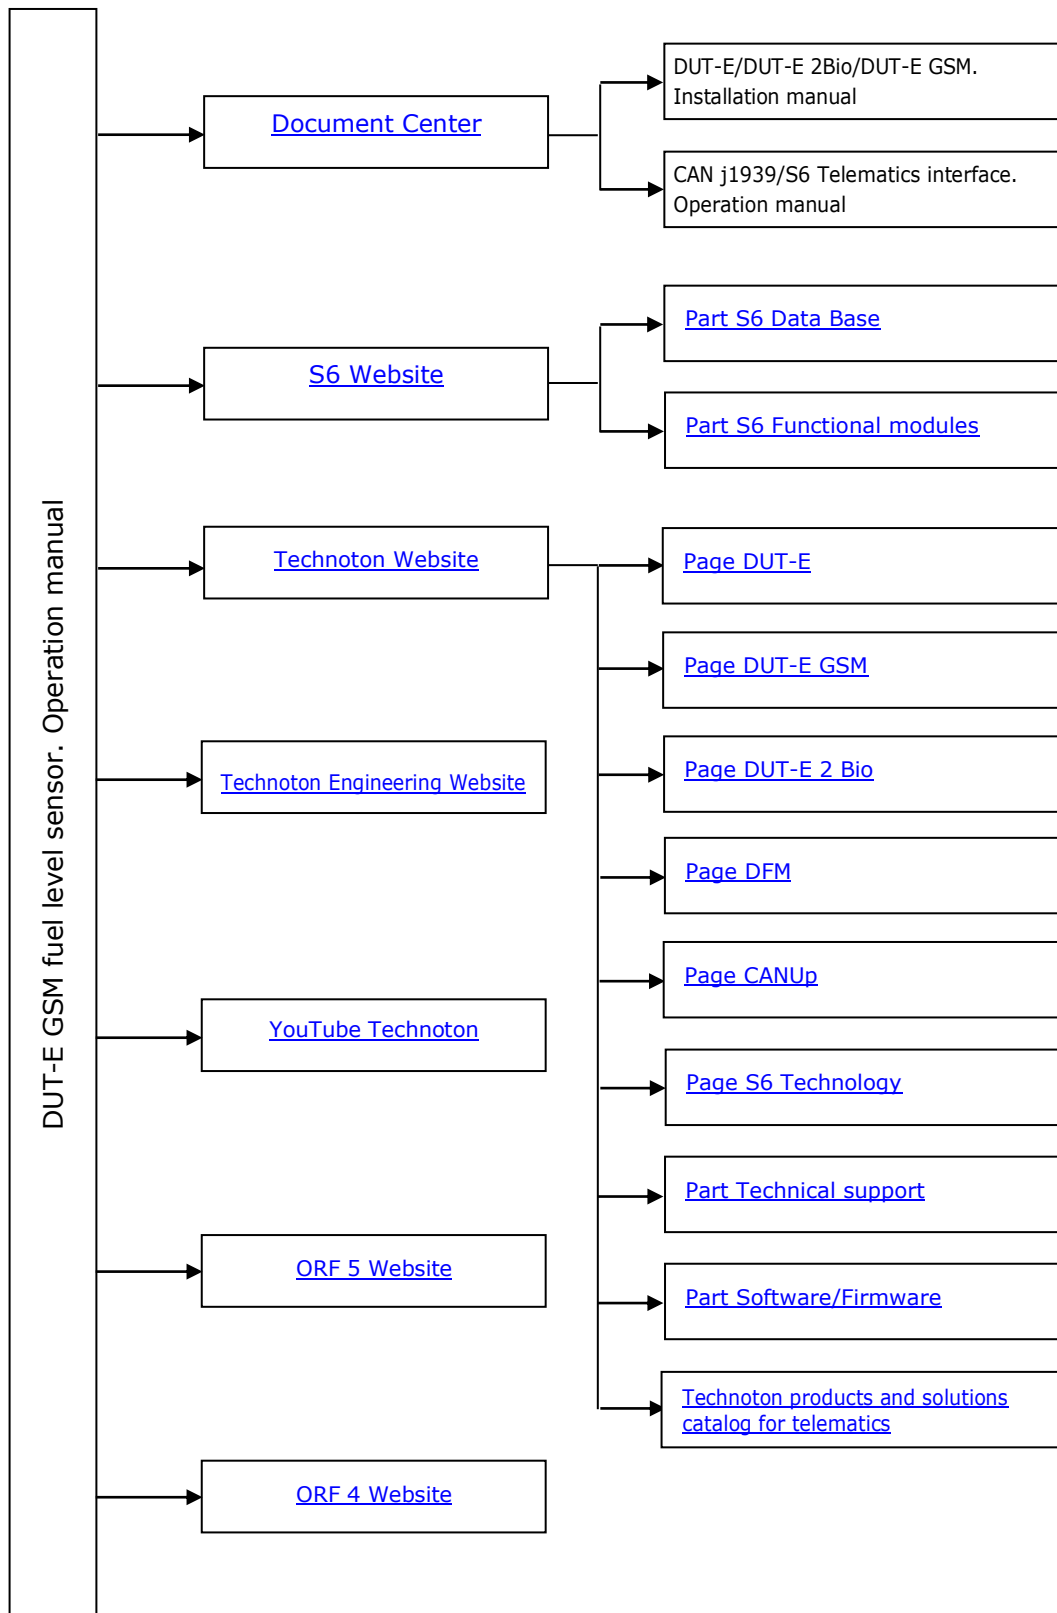 DUT-E GSM fuel level sensor. Operation manual
Document Center
DUT-E/DUT-E 2Bio/DUT-E GSM.
Installation manual
CAN j1939/S6 Telematics interface.
Operation manual
S6 Website
Part S6 Data Base
Part S6 Functional modules
Technoton Website
Page DUT-E
Page DUT-E GSM
Page DUT-E 2 Bio
Page DFM
Page CANUp
Page S6 Technology
Part Technical support
Part Software/Firmware
Technoton products and solutions
catalog for telematics
Technoton Engineering Website
YouTube Technoton
ORF 5 Website
ORF 4 Website